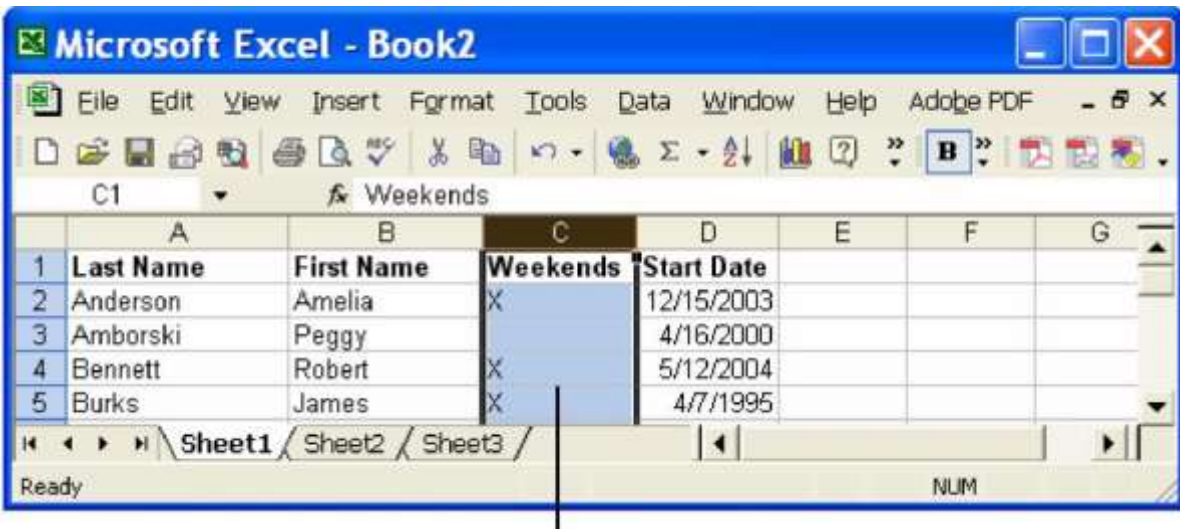 Microsoft Excel - Book2
File Edit View Insert Format Tools Data Window Help Adobe PDF
ABC Σ A Z ? » B »
C1 fx Weekends
A B C D E F G
1 Last Name First Name Weekends Start Date
2 Anderson Amelia X 12/15/2003
3 Amborski Peggy 4/16/2000
4 Bennett Robert X 5/12/2004
5 Burks James X 4/7/1995
Sheet1 Sheet2 Sheet3
Ready NUM